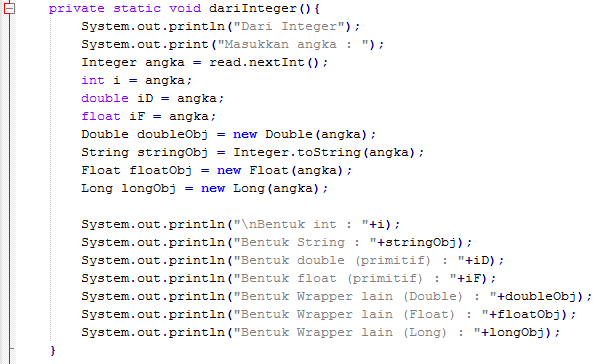 private static void dariInteger(){
System.out.println("Dari Integer");
System.out.print("Masukkan angka : ");
Integer angka = read.nextInt();
int i = angka;
double iD = angka;
float iF = angka;
Double doubleObj = new Double(angka);
String stringObj = Integer.toString(angka);
Float floatObj = new Float(angka);
Long longObj = new Long(angka);
System.out.println("\nBentuk int : "+i);
System.out.println("Bentuk String : "+stringObj);
System.out.println("Bentuk double (primitif) : "+iD);
System.out.println("Bentuk float (primitif) : "+iF);
System.out.println("Bentuk Wrapper lain (Double) : "+doubleObj);
System.out.println("Bentuk Wrapper lain (Float) : "+floatObj);
System.out.println("Bentuk Wrapper lain (Long) : "+longObj);
}